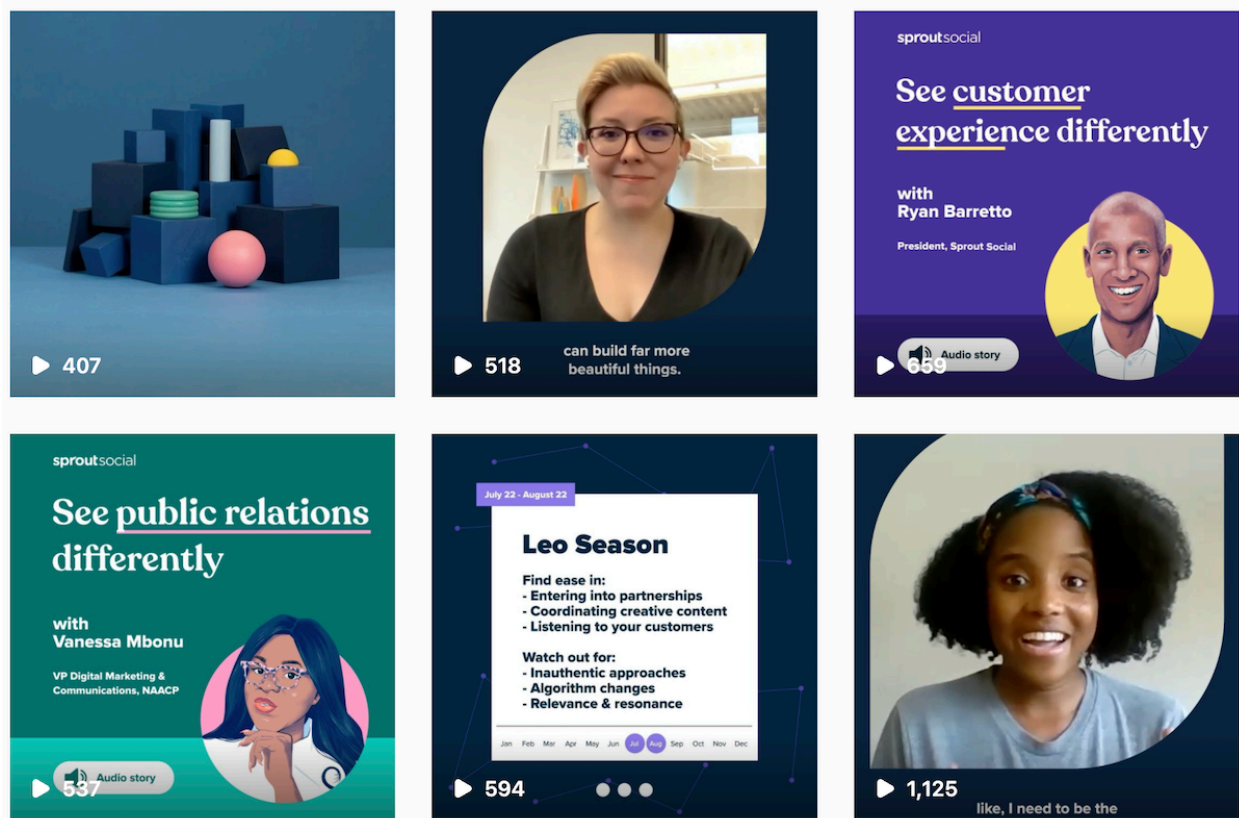 407
can build far more
beautiful things.
518
sproutsocial
See customer
experience differently
with
Ryan Barretto
President, Sprout Social
Audio story
659
sproutsocial
See public relations
differently
with
Vanessa Mbonu
VP Digital Marketing &
Communications, NAACP
Audio story
537
July 22 - August 22
Leo Season
Find ease in:
- Entering into partnerships
- Coordinating creative content
- Listening to your customers
Watch out for:
- Inauthentic approaches
- Algorithm changes
- Relevance & resonance
Jan Feb Mar Apr May Jun Jul Aug Sep Oct Nov Dec
594
1,125
like, I need to be the